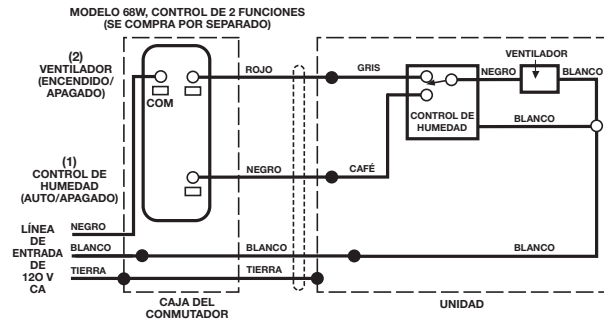 MODELO 68W, CONTROL DE 2 FUNCIONES
(SE COMPRA POR SEPARADO)
(2)
VENTILADOR
(ENCENDIDO/
APAGADO)
COM
ROJO
GRIS
NEGRO
VENTILADOR
BLANCO
CONTROL DE
HUMEDAD
BLANCO
(1)
CONTROL DE
HUMEDAD
(AUTO/APAGADO)
NEGRO
CAFÉ
LÍNEA
DE
ENTRADA
DE
120 V
CA
NEGRO
BLANCO
BLANCO
BLANCO
TIERRA
TIERRA
CAJA DEL
CONMUTADOR
UNIDAD